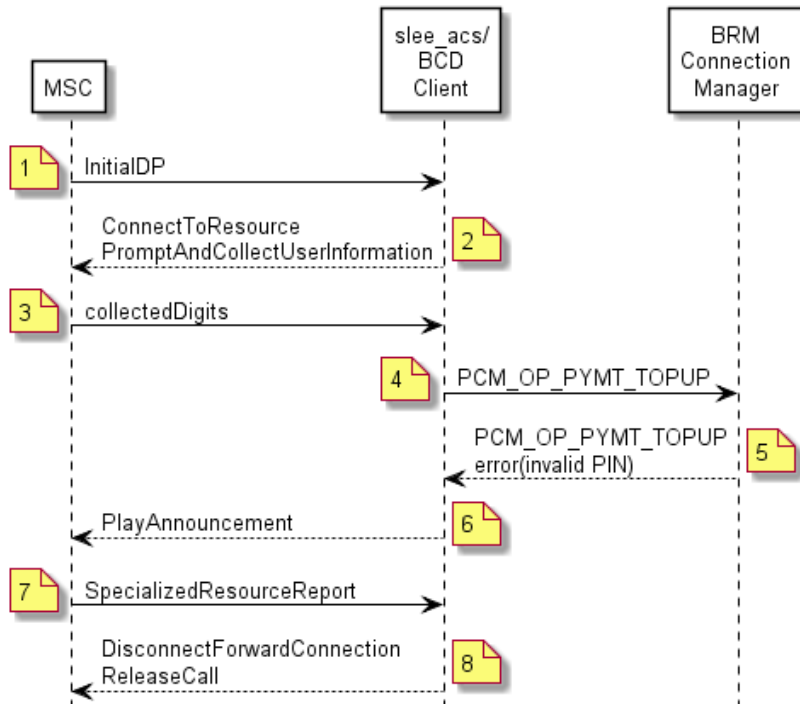 MSC
slee_acs/
BCD
Client
BRM
Connection
Manager
1
InitialDP
ConnectToResource
PromptAndCollectUserInformation
2
3
collectedDigits
4
PCM_OP_PYMT_TOPUP
PCM_OP_PYMT_TOPUP
error(invalid PIN)
5
PlayAnnouncement
6
7
SpecializedResourceReport
DisconnectForwardConnection
ReleaseCall
8